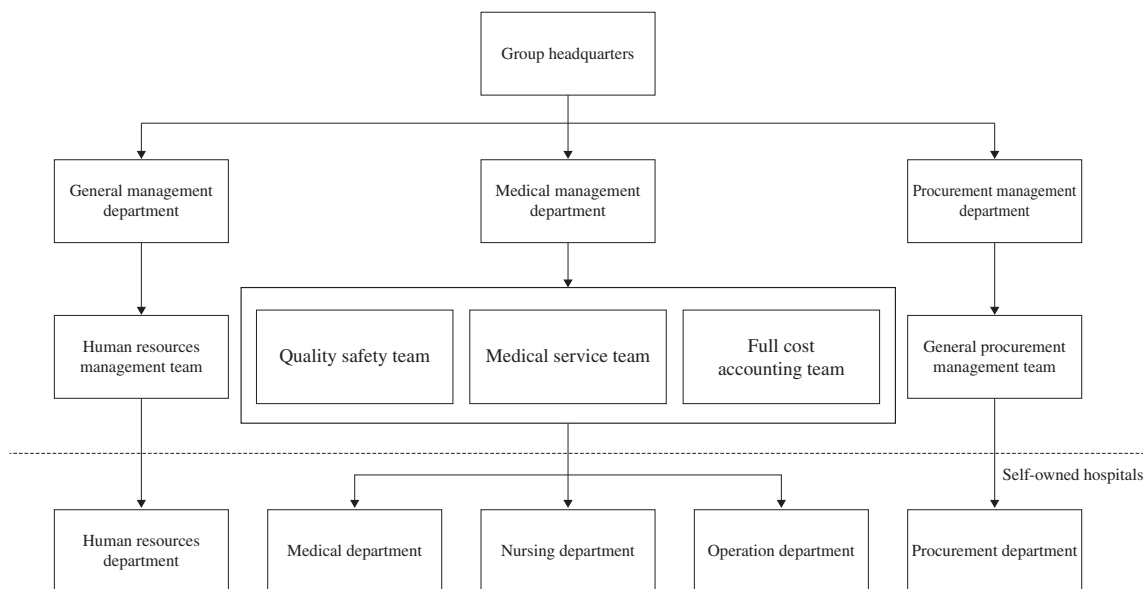 Group headquarters
General management
department
Medical management
department
Procurement management
department
Human resources
management team
Quality safety team
Medical service team
Full cost
accounting team
General procurement
management team
Self-owned hospitals
Human resources
department
Medical department
Nursing department
Operation department
Procurement department